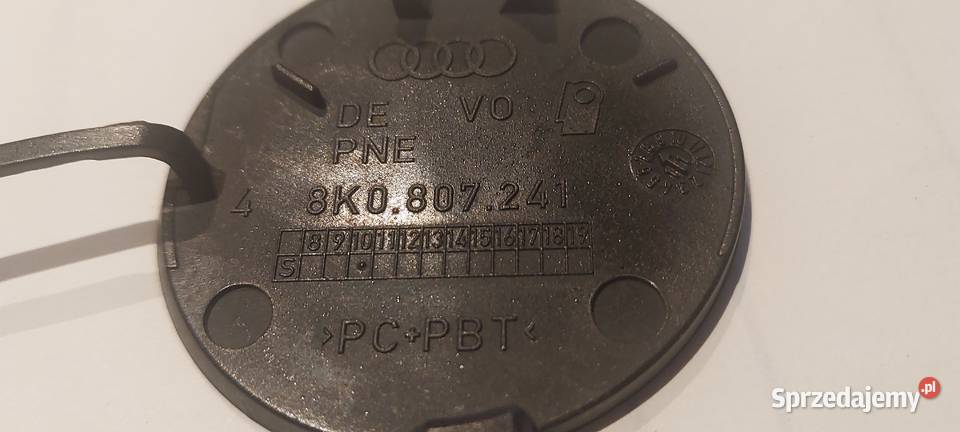 DE VO
PNE
4 8K0.807.241
8 9 10 11 12 13 14 15 16 17 18 19
S
>PC+PBT<
Sprzedajemy.pl